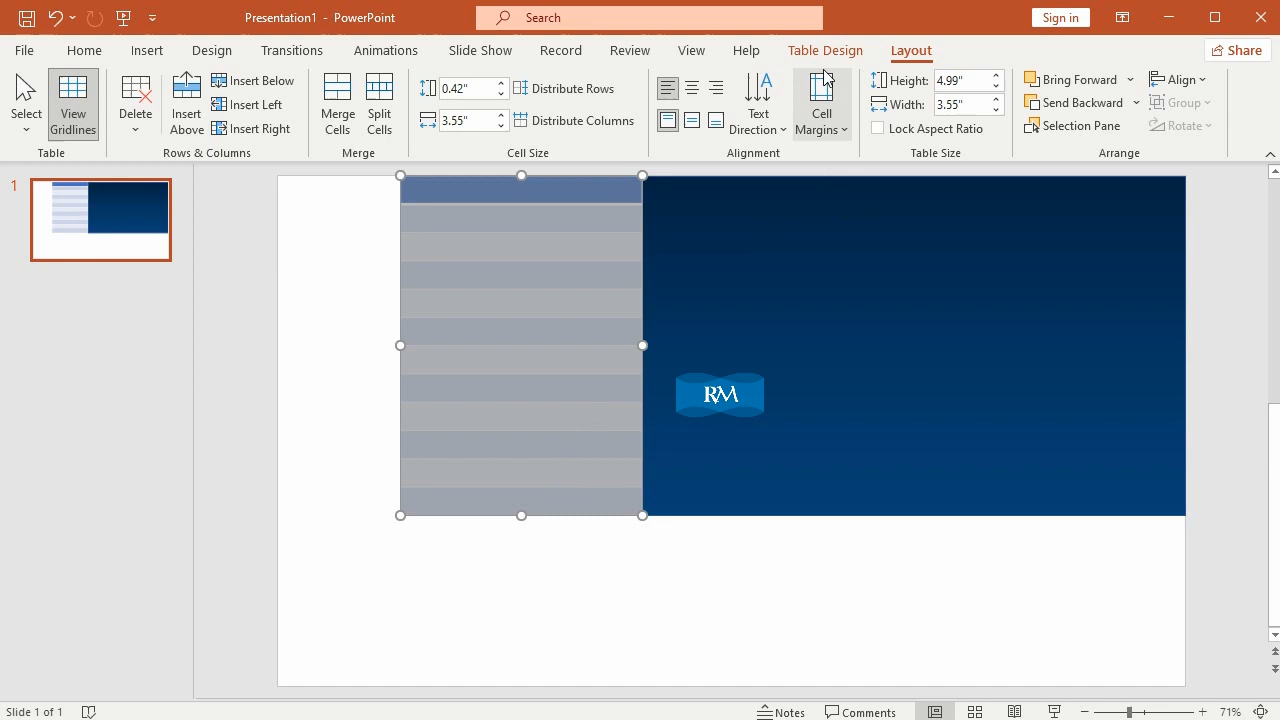 Presentation1 - PowerPoint
Search
Sign in
File Home Insert Design Transitions Animations Slide Show Record Review View Help Table Design Layout
Share
Select
View Gridlines
Table
Delete
Insert Above
Insert Below
Insert Left
Insert Right
Rows & Columns
Merge Cells
Split Cells
Merge
0.42"
Distribute Rows
3.55"
Distribute Columns
Cell Size
Text Direction
Cell Margins
Alignment
Height: 4.99"
Width: 3.55"
Lock Aspect Ratio
Table Size
Bring Forward
Send Backward
Selection Pane
Align
Group
Rotate
Arrange
1
RM
Slide 1 of 1
Notes
Comments
71%